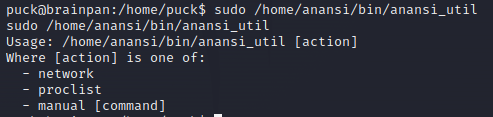 puck@brainpan:/home/puck$ sudo /home/anansi/bin/anansi_util
sudo /home/anansi/bin/anansi_util
Usage: /home/anansi/bin/anansi_util [action]
Where [action] is one of:
  - network
  - proclist
  - manual [command]